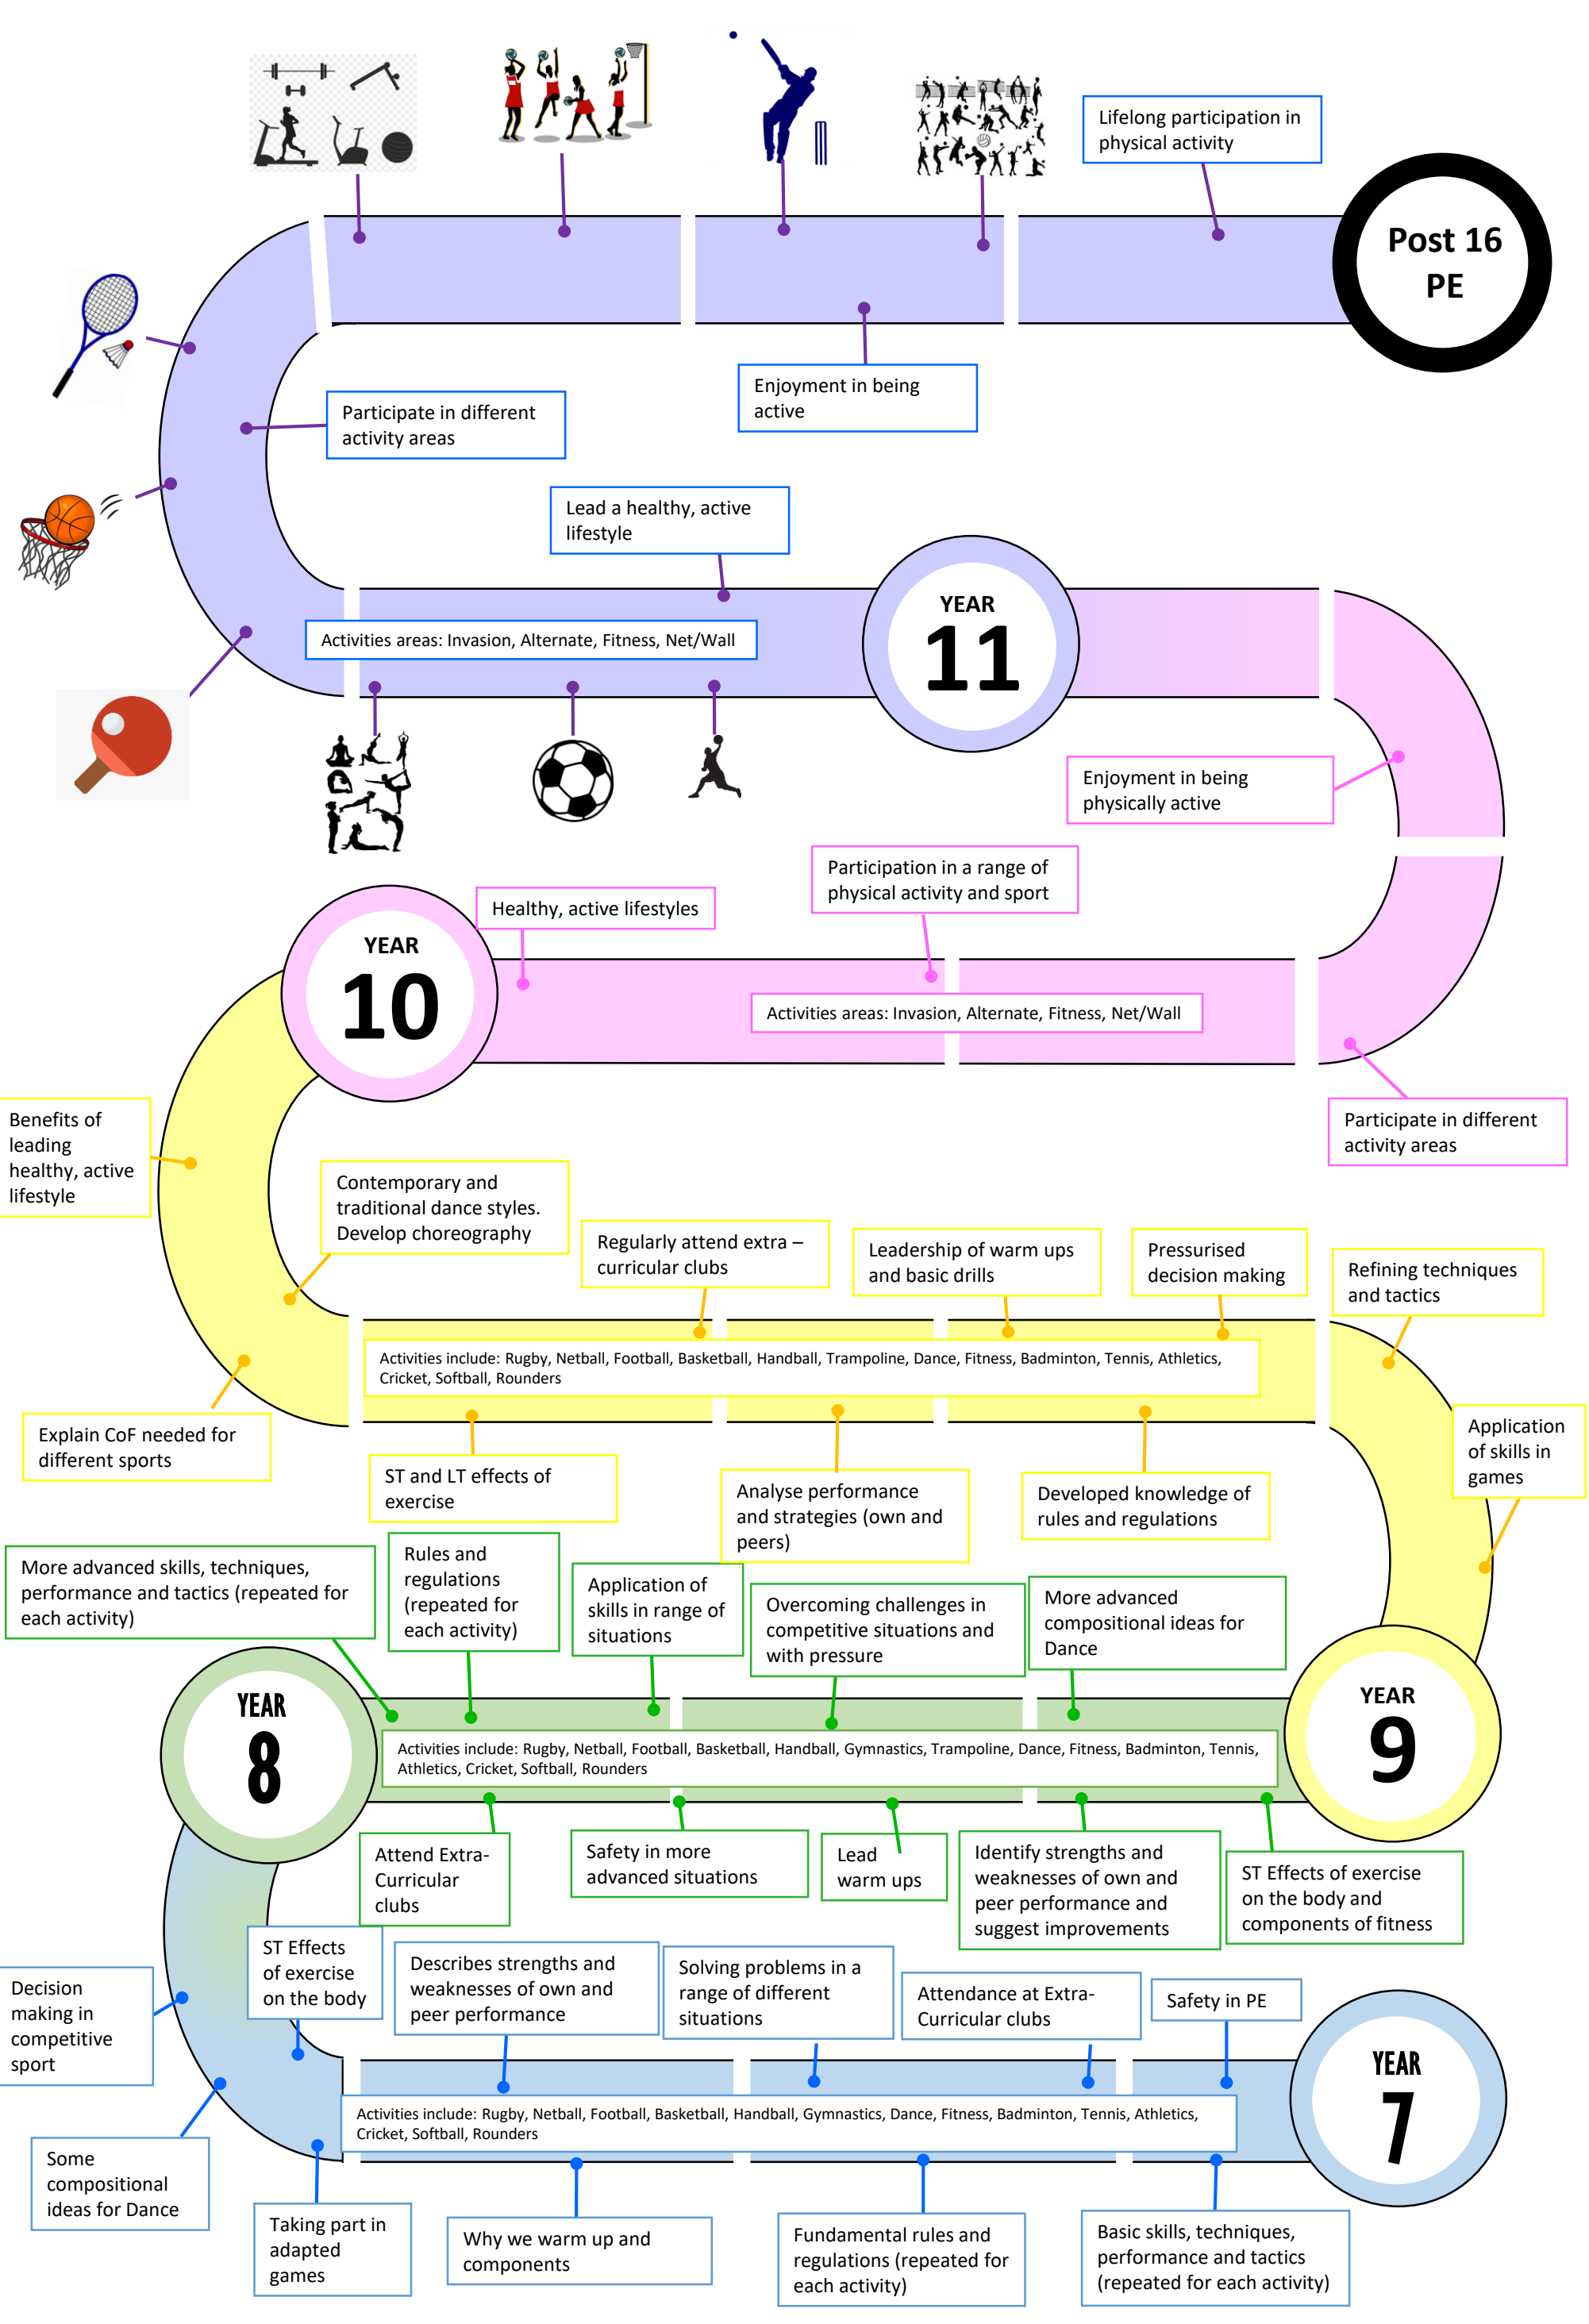 Lifelong participation in
physical activity
Post 16
PE
Enjoyment in being
active
Participate in different
activity areas
Lead a healthy, active
lifestyle
YEAR
11
Activities areas: Invasion, Alternate, Fitness, Net/Wall
Enjoyment in being
physically active
Participation in a range of
physical activity and sport
Healthy, active lifestyles
YEAR
10
Activities areas: Invasion, Alternate, Fitness, Net/Wall
Participate in different
activity areas
Benefits of
leading
healthy, active
lifestyle
Contemporary and
traditional dance styles.
Develop choreography
Regularly attend extra –
curricular clubs
Leadership of warm ups
and basic drills
Pressurised
decision making
Refining techniques
and tactics
Activities include: Rugby, Netball, Football, Basketball, Handball, Trampoline, Dance, Fitness, Badminton, Tennis, Athletics,
Cricket, Softball, Rounders
Explain CoF needed for
different sports
ST and LT effects of
exercise
Analyse performance
and strategies (own and
peers)
Developed knowledge of
rules and regulations
Application
of skills in
games
More advanced skills, techniques,
performance and tactics (repeated for
each activity)
Rules and
regulations
(repeated for
each activity)
Application of
skills in range of
situations
Overcoming challenges in
competitive situations and
with pressure
More advanced
compositional ideas for
Dance
YEAR
8
YEAR
9
Activities include: Rugby, Netball, Football, Basketball, Handball, Gymnastics, Trampoline, Dance, Fitness, Badminton, Tennis,
Athletics, Cricket, Softball, Rounders
Attend Extra-
Curricular
clubs
Safety in more
advanced situations
Lead
warm ups
Identify strengths and
weaknesses of own and
peer performance and
suggest improvements
ST Effects of exercise
on the body and
components of fitness
Decision
making in
competitive
sport
ST Effects
of exercise
on the body
Describes strengths and
weaknesses of own and
peer performance
Solving problems in a
range of different
situations
Attendance at Extra-
Curricular clubs
Safety in PE
YEAR
7
Activities include: Rugby, Netball, Football, Basketball, Handball, Gymnastics, Dance, Fitness, Badminton, Tennis, Athletics,
Cricket, Softball, Rounders
Some
compositional
ideas for Dance
Taking part in
adapted
games
Why we warm up and
components
Fundamental rules and
regulations (repeated for
each activity)
Basic skills, techniques,
performance and tactics
(repeated for each activity)